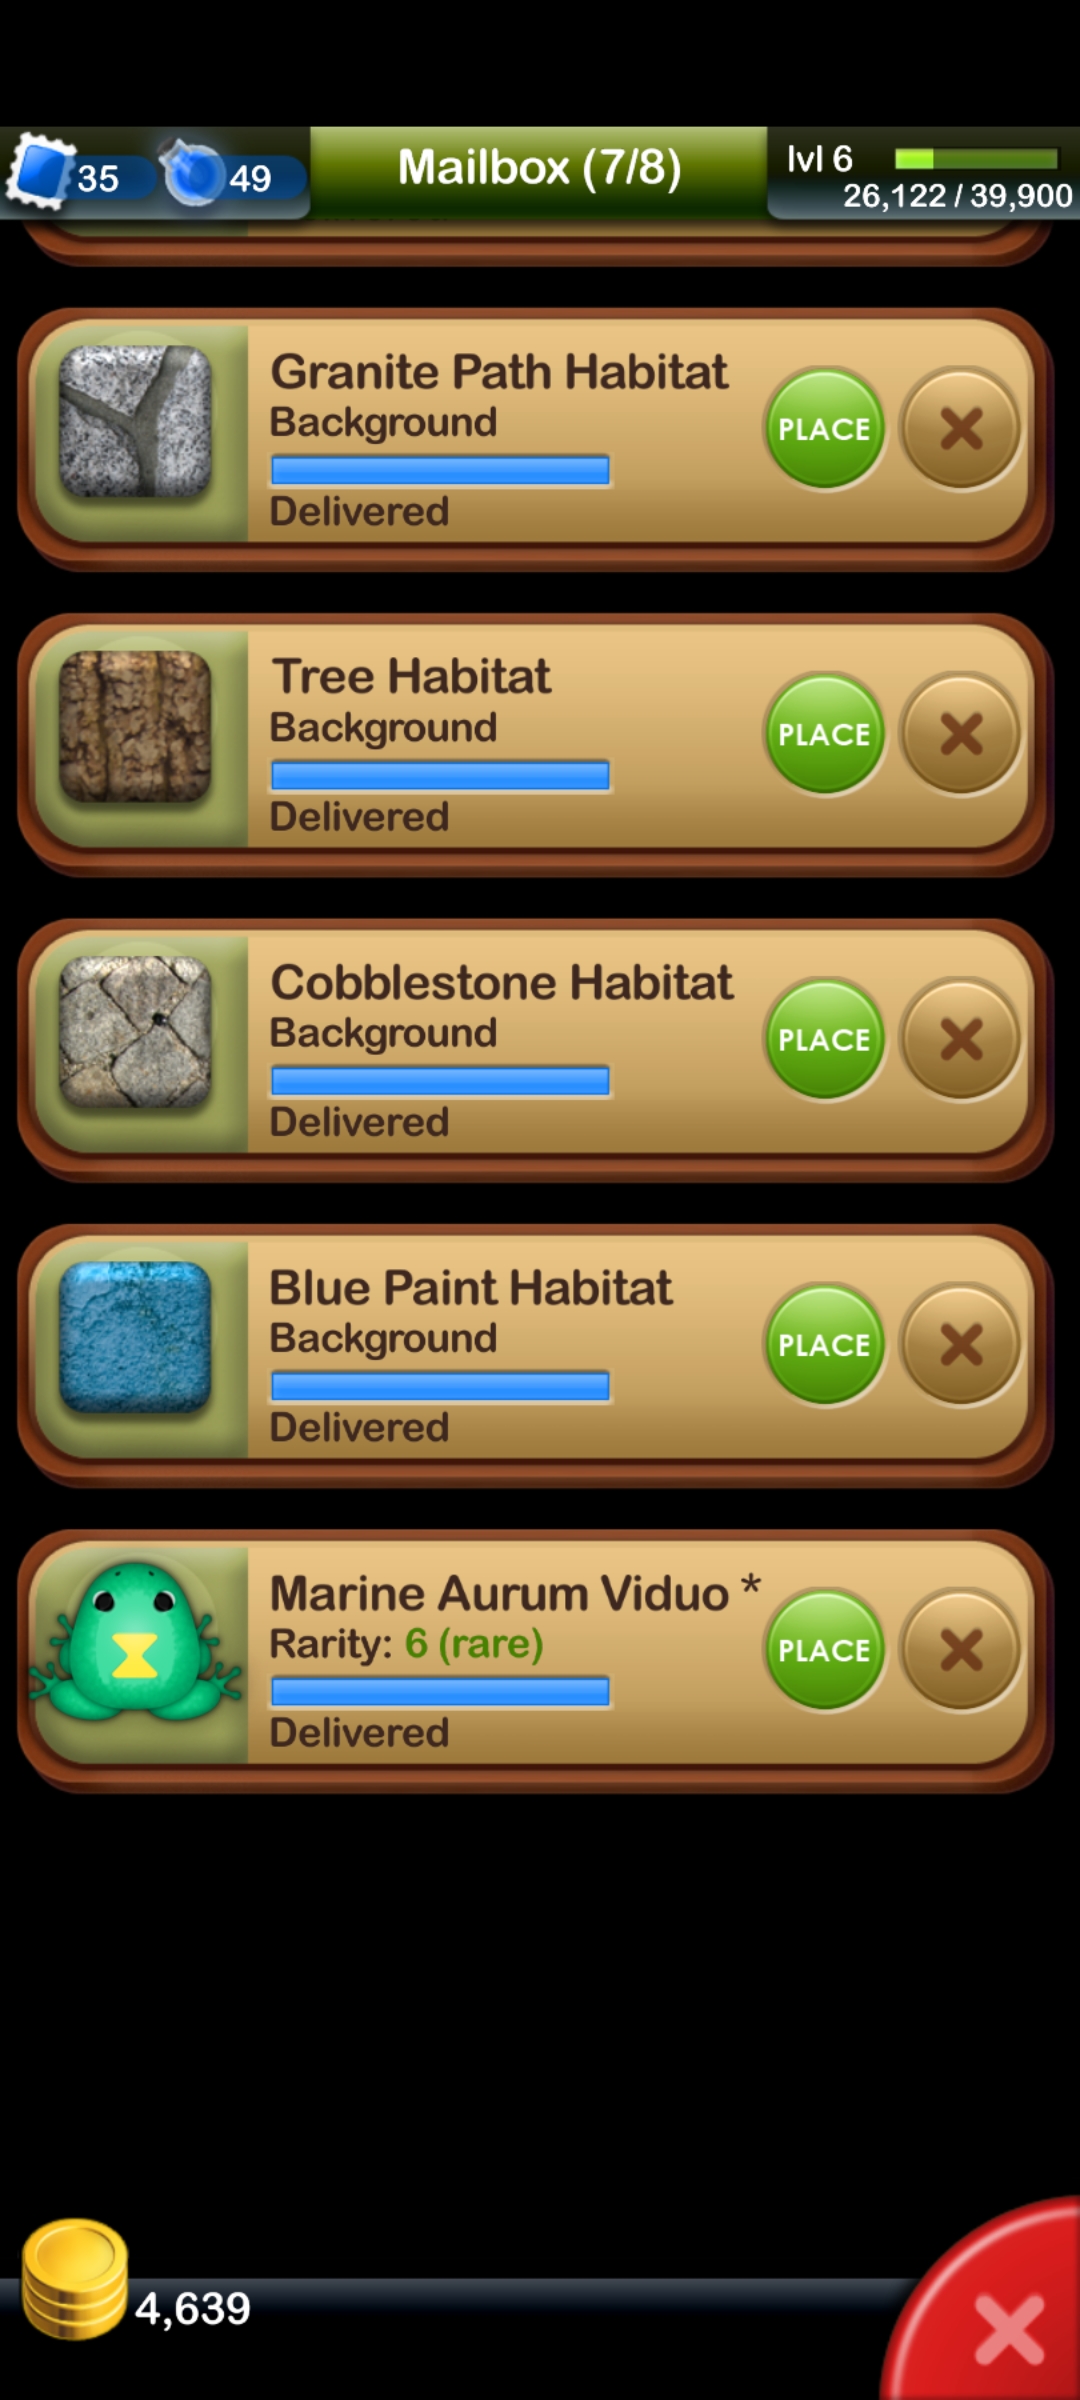 35
49
Mailbox (7/8)
lvl 6
26,122 / 39,900
Granite Path Habitat
Background
Delivered
PLACE
Tree Habitat
Background
Delivered
PLACE
Cobblestone Habitat
Background
Delivered
PLACE
Blue Paint Habitat
Background
Delivered
PLACE
Marine Aurum Viduo *
Rarity: 6 (rare)
Delivered
PLACE
4,639